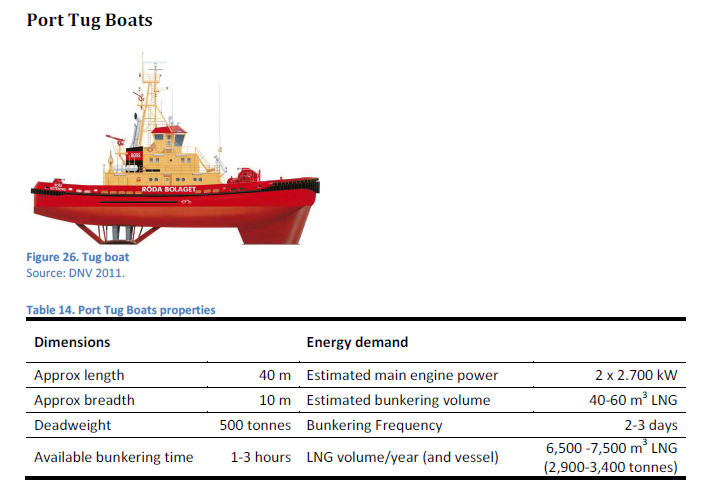 Port Tug Boats
RÖDA BOLAGET
Figure 26. Tug boat
Source: DNV 2011.
Table 14. Port Tug Boats properties
Dimensions Energy demand
Approx length 40 m Estimated main engine power 2 x 2.700 kW
Approx breadth 10 m Estimated bunkering volume 40-60 m³ LNG
Deadweight 500 tonnes Bunkering Frequency 2-3 days
Available bunkering time 1-3 hours LNG volume/year (and vessel) 6,500 -7,500 m³ LNG
(2,900-3,400 tonnes)